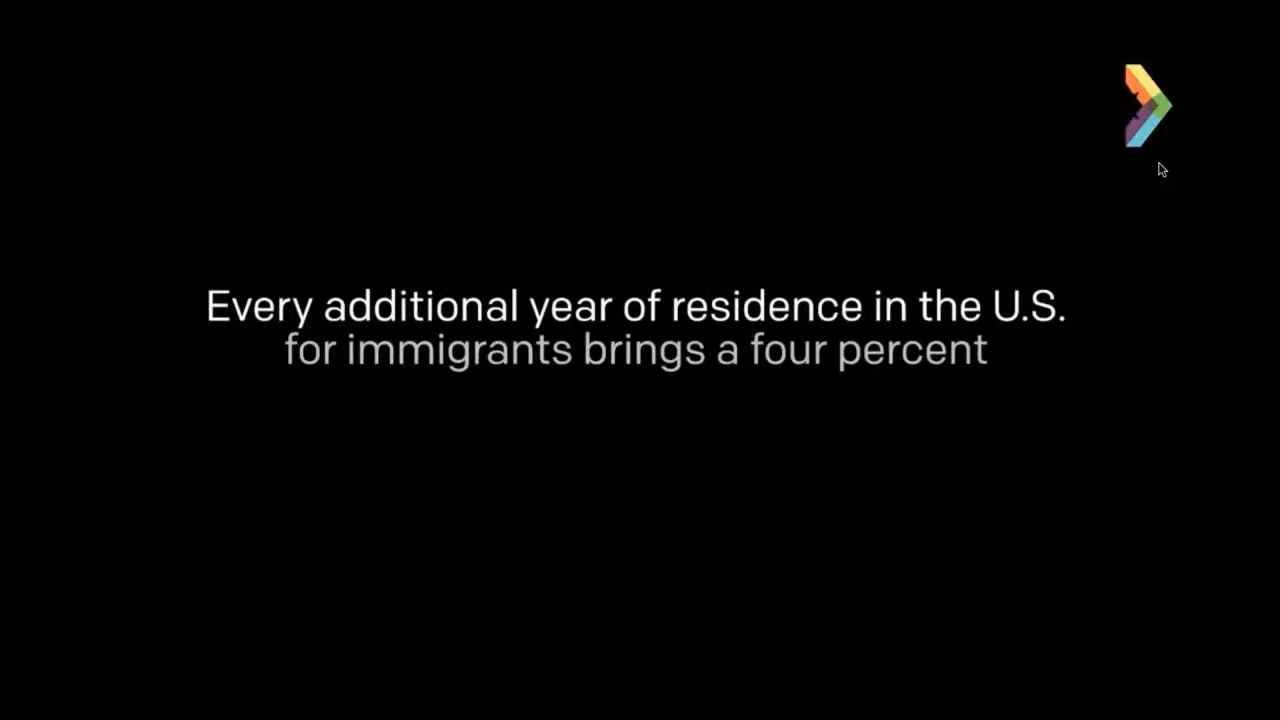 Every additional year of residence in the U.S.
for immigrants brings a four percent